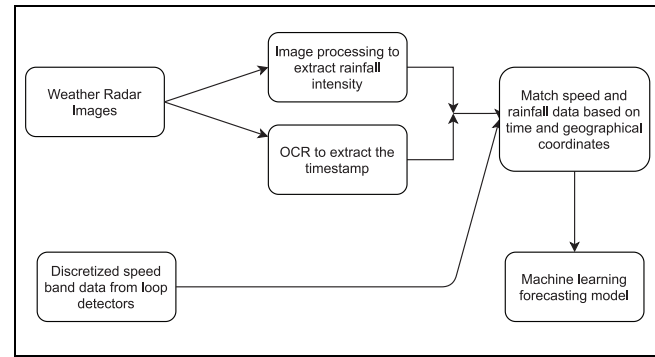 Weather Radar
Images
Image processing to
extract rainfall
intensity
OCR to extract the
timestamp
Match speed and
rainfall data based on
time and geographical
coordinates
Discretized speed
band data from loop
detectors
Machine learning
forecasting model